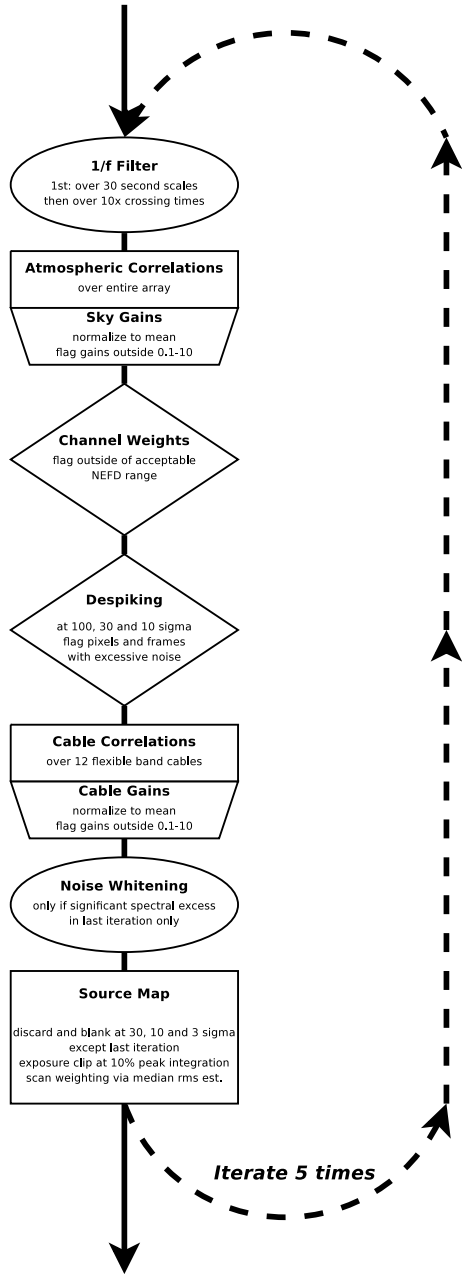 1/f Filter
1st: over 30 second scales
then over 10x crossing times
Atmospheric Correlations
over entire array
Sky Gains
normalize to mean
flag gains outside 0.1-10
Channel Weights
flag outside of acceptable
NEFD range
Despiking
at 100, 30 and 10 sigma
flag pixels and frames
with excessive noise
Cable Correlations
over 12 flexible band cables
Cable Gains
normalize to mean
flag gains outside 0.1-10
Noise Whitening
only if significant spectral excess
in last iteration only
Source Map
discard and blank at 30, 10 and 3 sigma
except last iteration
exposure clip at 10% peak integration
scan weighting via median rms est.
Iterate 5 times